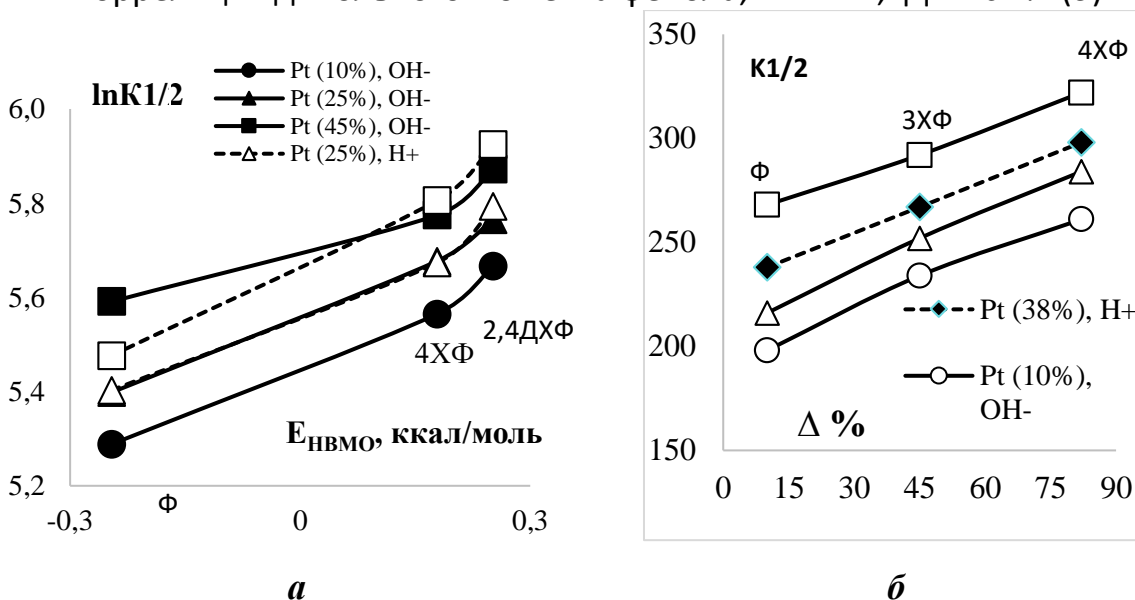 lnK1/2
Pt (10%), OH-
Pt (25%), OH-
Pt (45%), OH-
Pt (25%), H+
6,0
5,8
5,6
5,4
5,2
4ХФ
2,4ДХФ
ЕНВМО, ккал/моль
Ф
-0,3 0 0,3
а
350
300
250
200
150
K1/2
Ф
3ХФ
4ХФ
Pt (38%), H+
Pt (10%),
OH-
Δ %
0 15 30 45 60 75 90
б